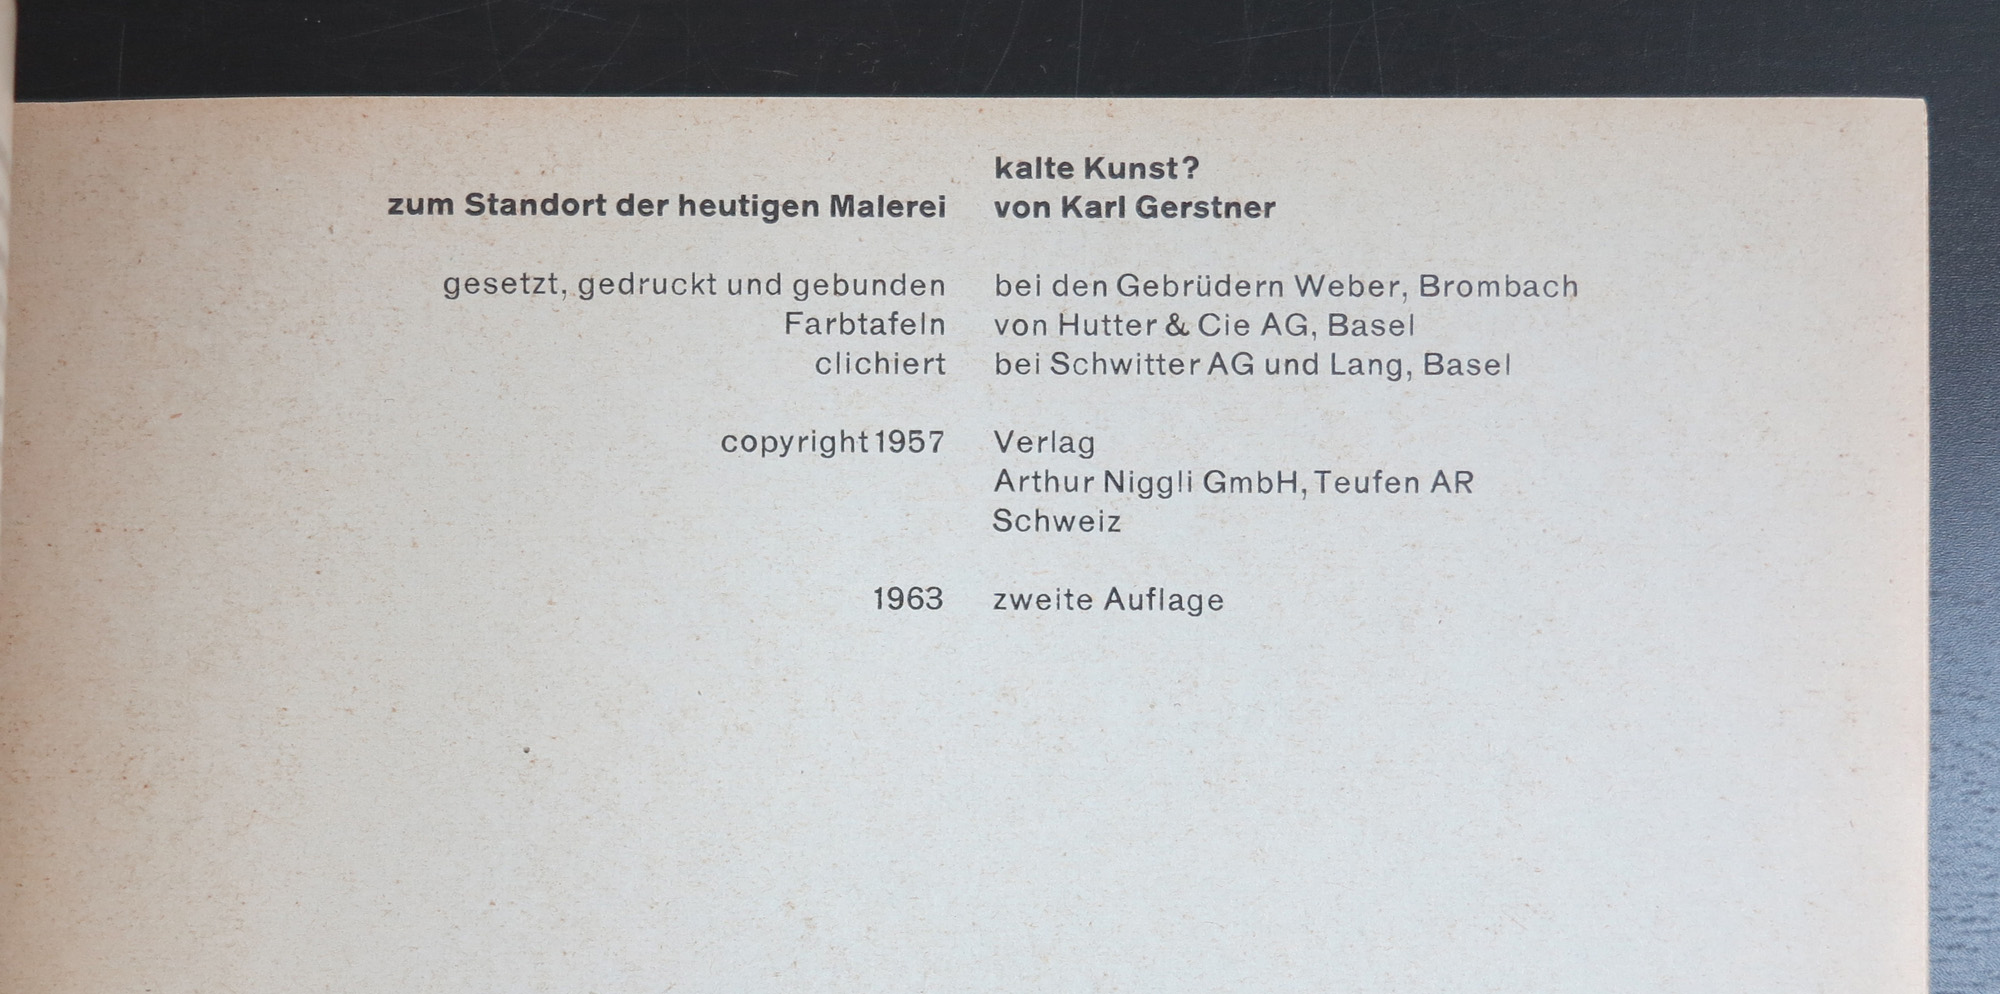 kalte Kunst?
zum Standort der heutigen Malerei von Karl Gerstner
gesetzt, gedruckt und gebunden bei den Gebrüdern Weber, Brombach
Farbtafeln von Hutter & Cie AG, Basel
clichiert bei Schwitter AG und Lang, Basel
copyright 1957 Verlag
Arthur Niggli GmbH, Teufen AR
Schweiz
1963 zweite Auflage